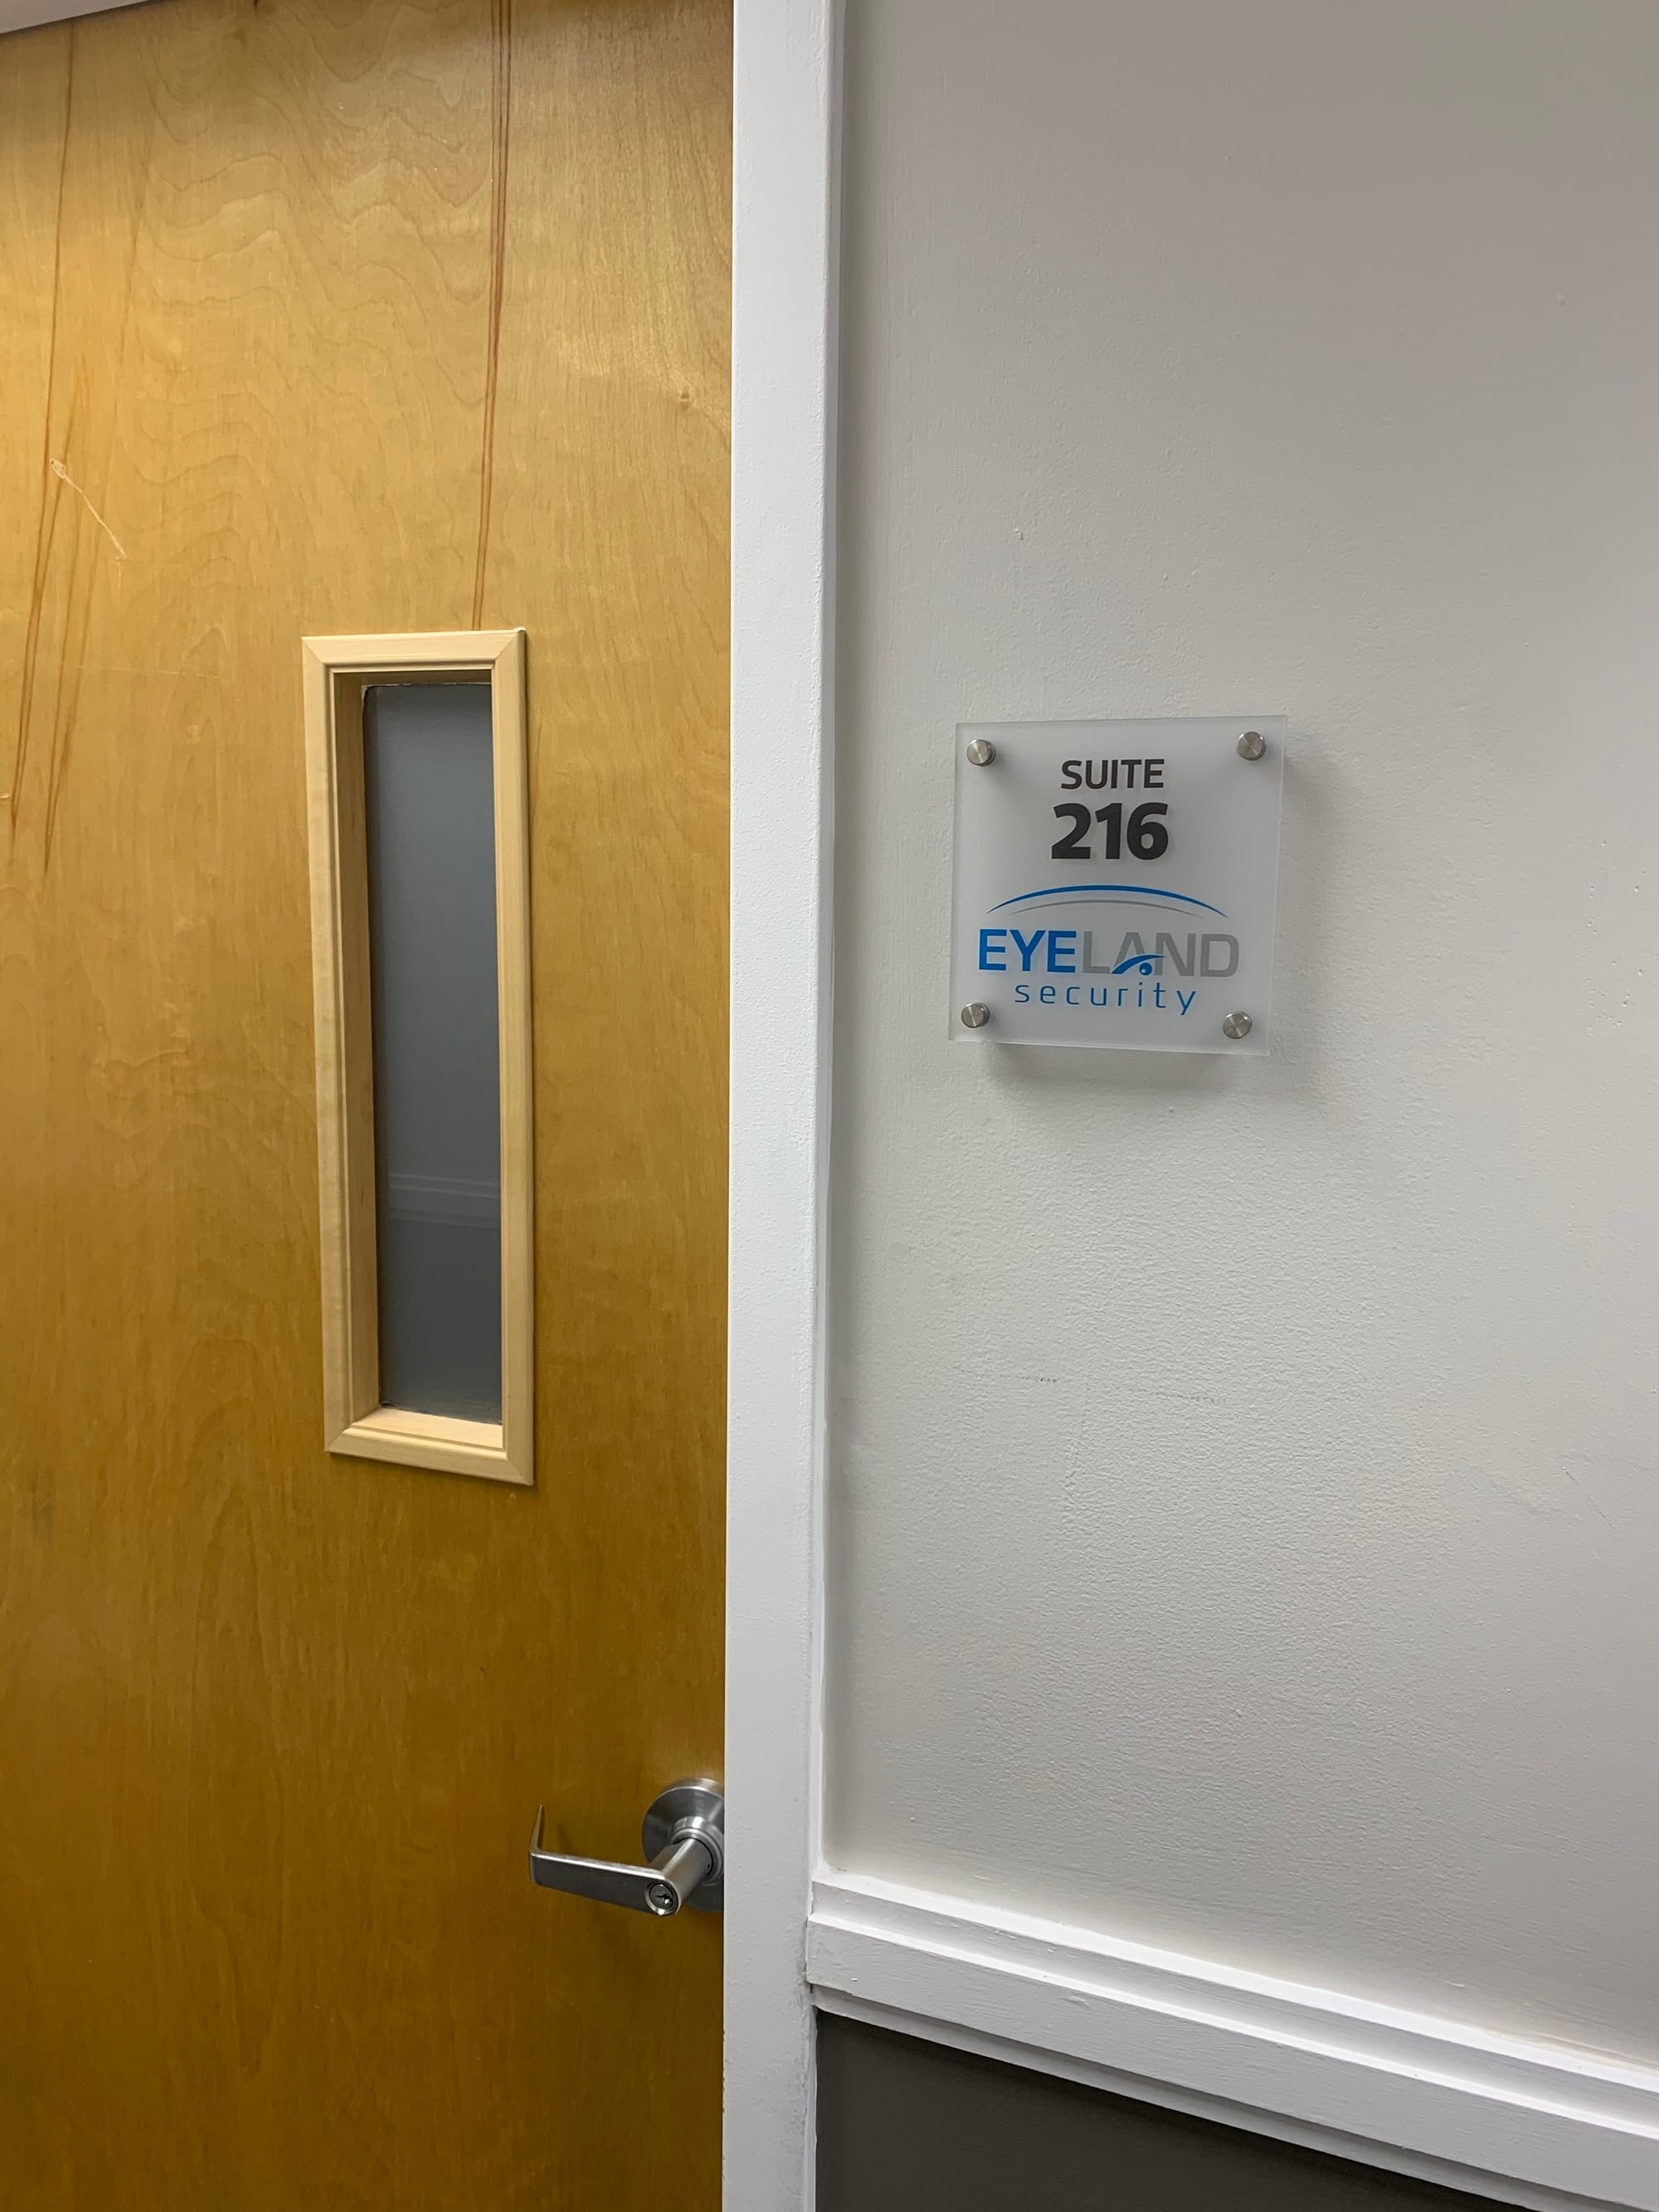 SUITE
216
EYELAND
security